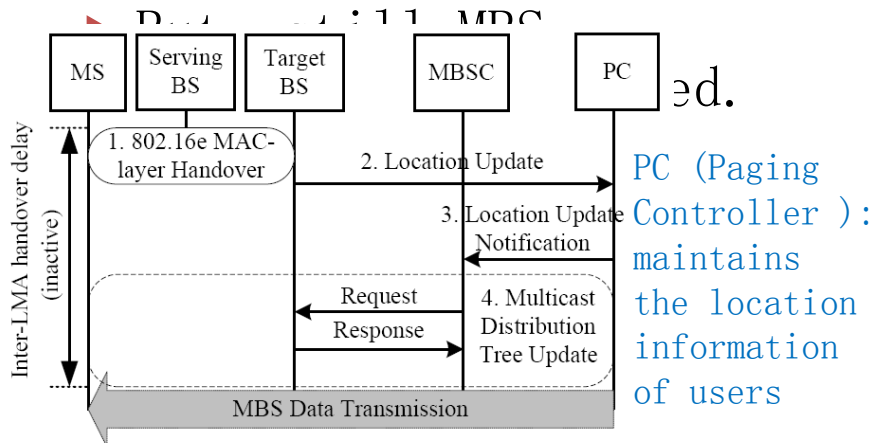 ed.
MS
Serving
BS
Target
BS
MBSC
PC
Inter-LMA handover delay
(inactive)
1. 802.16e MAC-
layer Handover
2. Location Update
3. Location Update
Notification
Request
Response
4. Multicast
Distribution
Tree Update
MBS Data Transmission
PC (Paging
Controller ):
maintains
the location
information
of users